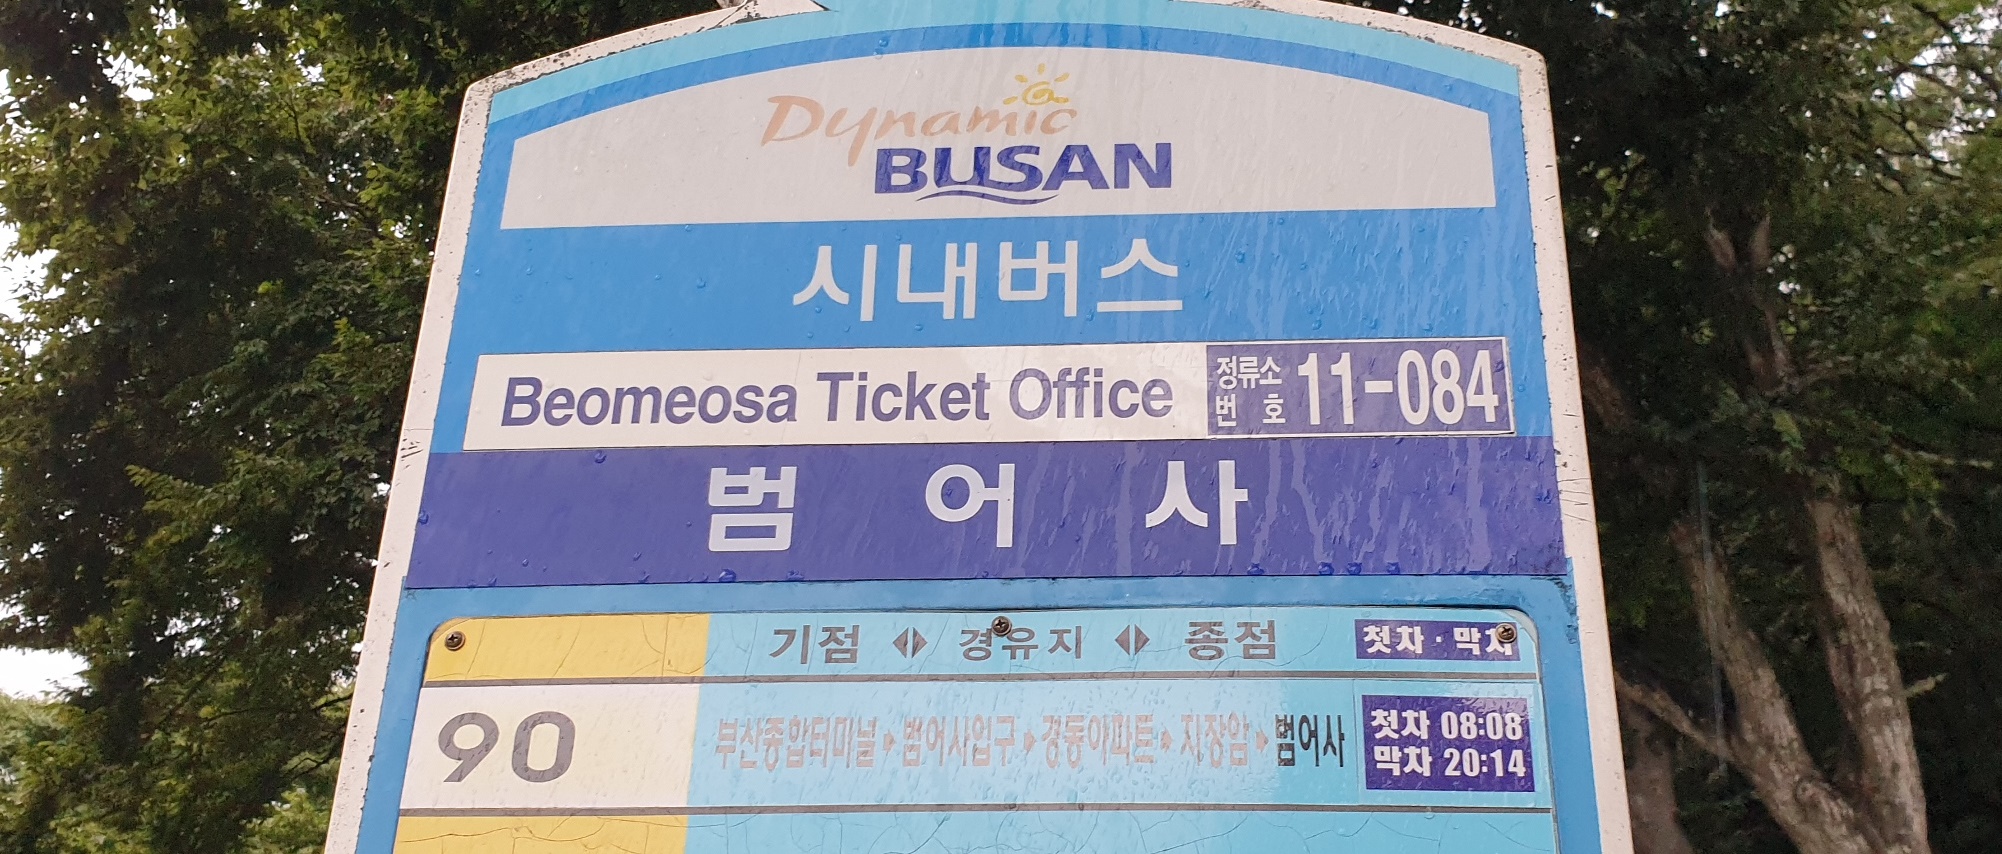 Dynamic
BUSAN
시내버스
Beomeosa Ticket Office
정류소
번 호
11-084
범 어 사
기점 ◀▶ 경유지 ◀▶ 종점
첫차 · 막차
90
부산종합터미널 ▶ 범어사입구 ▶ 경동아파트 ▶ 지장암 ▶ 범어사
첫차 08:08
막차 20:14